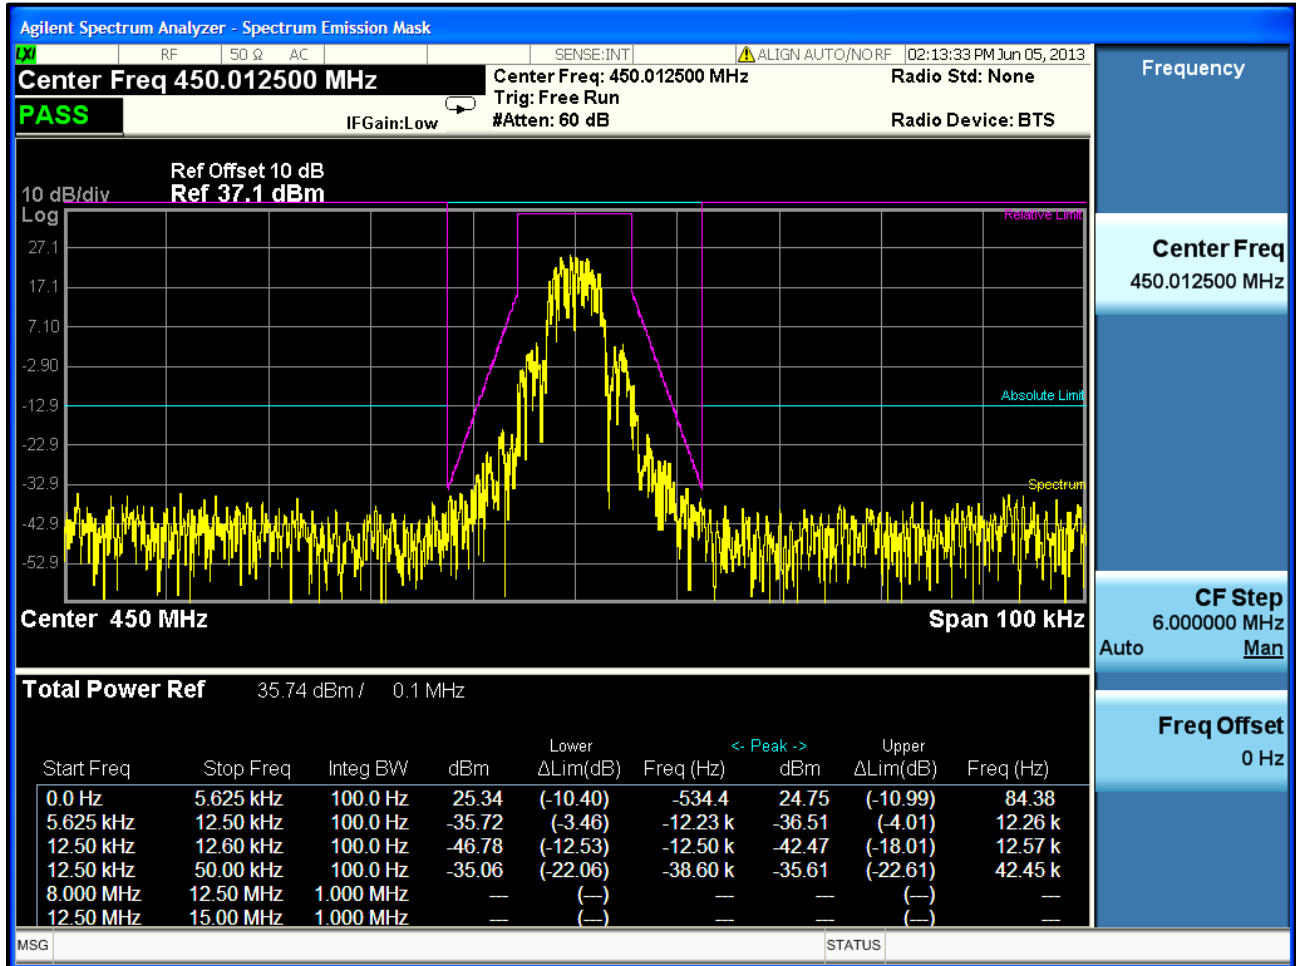 Agilent Spectrum Analyzer - Spectrum Emission Mask
LXI RF 50 Ω AC SENSE:INT ALIGN AUTO/NO RF 02:13:33 PM Jun 05, 2013
Center Freq 450.012500 MHz
Center Freq: 450.012500 MHz
Radio Std: None
Trig: Free Run
PASS
IFGain:Low
#Atten: 60 dB
Radio Device: BTS
Ref Offset 10 dB
10 dB/div Ref 37.1 dBm
Log
Relative Limit
27.1
17.1
7.10
-2.90
Absolute Limit
-12.9
-22.9
-32.9
Spectrum
-42.9
-52.9
Center 450 MHz
Span 100 kHz
Total Power Ref 35.74 dBm / 0.1 MHz
Lower <- Peak -> Upper
Start Freq Stop Freq Integ BW dBm ΔLim(dB) Freq (Hz) dBm ΔLim(dB) Freq (Hz)
0.0 Hz 5.625 kHz 100.0 Hz 25.34 (-10.40) -534.4 24.75 (-10.99) 84.38
5.625 kHz 12.50 kHz 100.0 Hz -35.72 (-3.46) -12.23 k -36.51 (-4.01) 12.26 k
12.50 kHz 12.60 kHz 100.0 Hz -46.78 (-12.53) -12.50 k -42.47 (-18.01) 12.57 k
12.50 kHz 50.00 kHz 100.0 Hz -35.06 (-22.06) -38.60 k -35.61 (-22.61) 42.45 k
8.000 MHz 12.50 MHz 1.000 MHz --- (---) --- --- (---) ---
12.50 MHz 15.00 MHz 1.000 MHz --- (---) --- --- (---) ---
MSG
STATUS
Frequency
Center Freq
450.012500 MHz
CF Step
6.000000 MHz
Auto Man
Freq Offset
0 Hz